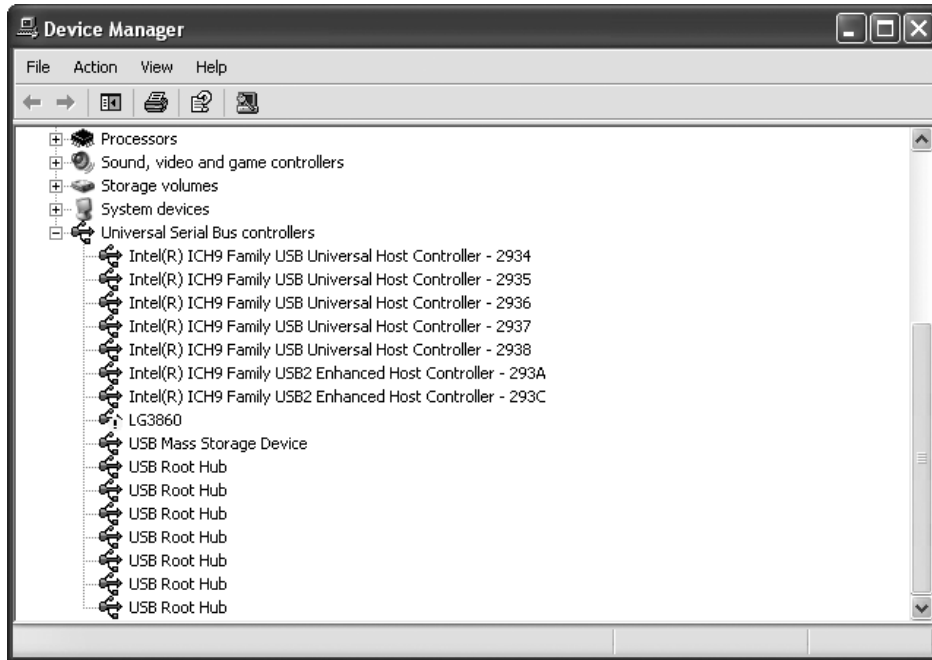 Device Manager
File Action View Help
Processors
Sound, video and game controllers
Storage volumes
System devices
Universal Serial Bus controllers
Intel(R) ICH9 Family USB Universal Host Controller - 2934
Intel(R) ICH9 Family USB Universal Host Controller - 2935
Intel(R) ICH9 Family USB Universal Host Controller - 2936
Intel(R) ICH9 Family USB Universal Host Controller - 2937
Intel(R) ICH9 Family USB Universal Host Controller - 2938
Intel(R) ICH9 Family USB2 Enhanced Host Controller - 293A
Intel(R) ICH9 Family USB2 Enhanced Host Controller - 293C
LG3860
USB Mass Storage Device
USB Root Hub
USB Root Hub
USB Root Hub
USB Root Hub
USB Root Hub
USB Root Hub
USB Root Hub